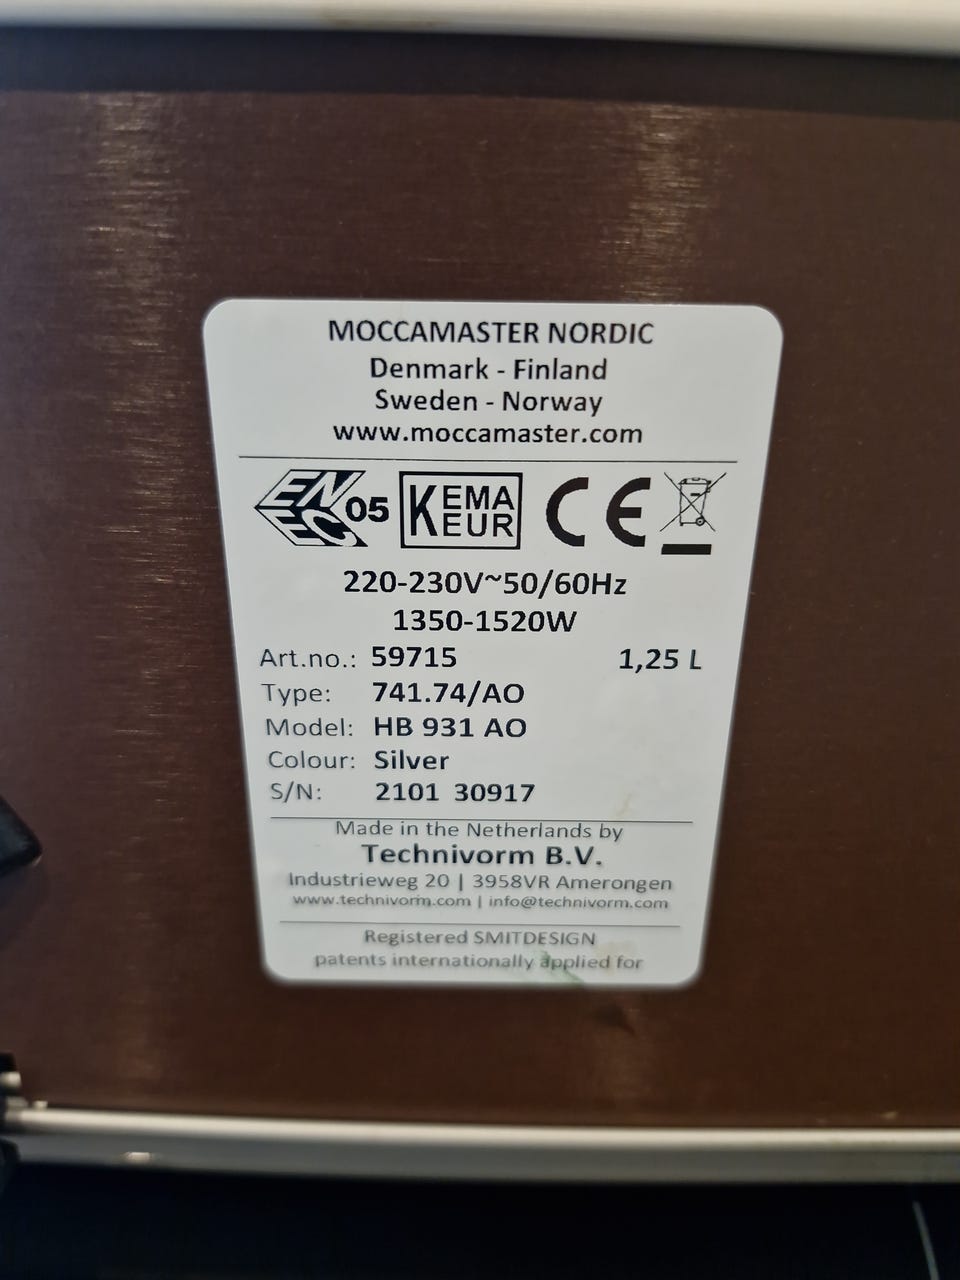 MOCCAMASTER NORDIC
Denmark - Finland
Sweden - Norway
www.moccamaster.com
ENEC 05 KEMA EUR CE
220-230V~50/60Hz
1350-1520W
Art.no.: 59715 1,25 L
Type: 741.74/AO
Model: HB 931 AO
Colour: Silver
S/N: 2101 30917
Made in the Netherlands by
Technivorm B.V.
Industrieweg 20 | 3958VR Amerongen
www.technivorm.com | info@technivorm.com
Registered SMITDESIGN
patents internationally applied for